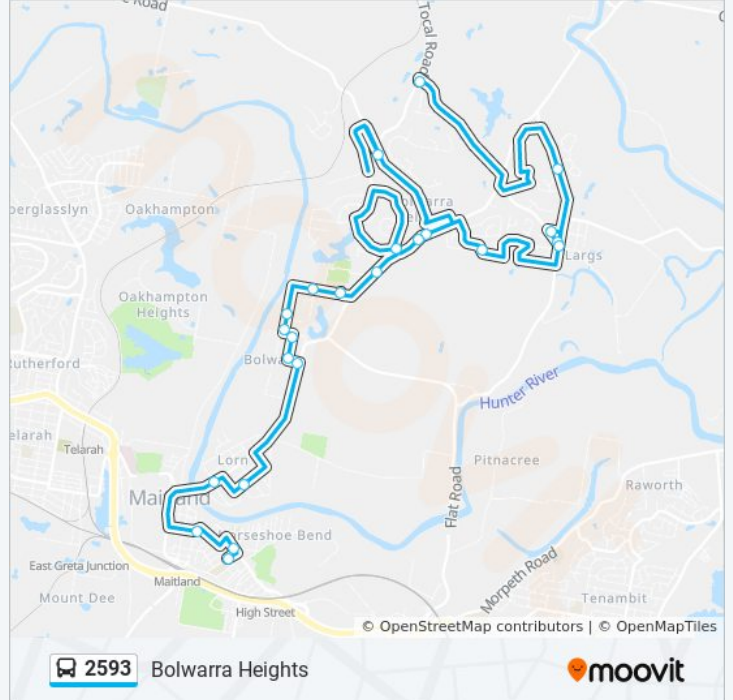 e Road
Tocal Road
berglasslyn
Oakhampton
Largs
Oakhampton
Heights
Rutherford
Bolwa
Hunter River
elarah
Telarah
Lorn
Pitnacree
Raworth
Maitland
Flat Road
Horseshoe Bend
East Greta Junction
Maitland
Morpeth Road
Mount Dee
High Street
Tenambit
© OpenStreetMap contributors | © OpenMapTiles
2593 Bolwarra Heights
moovit